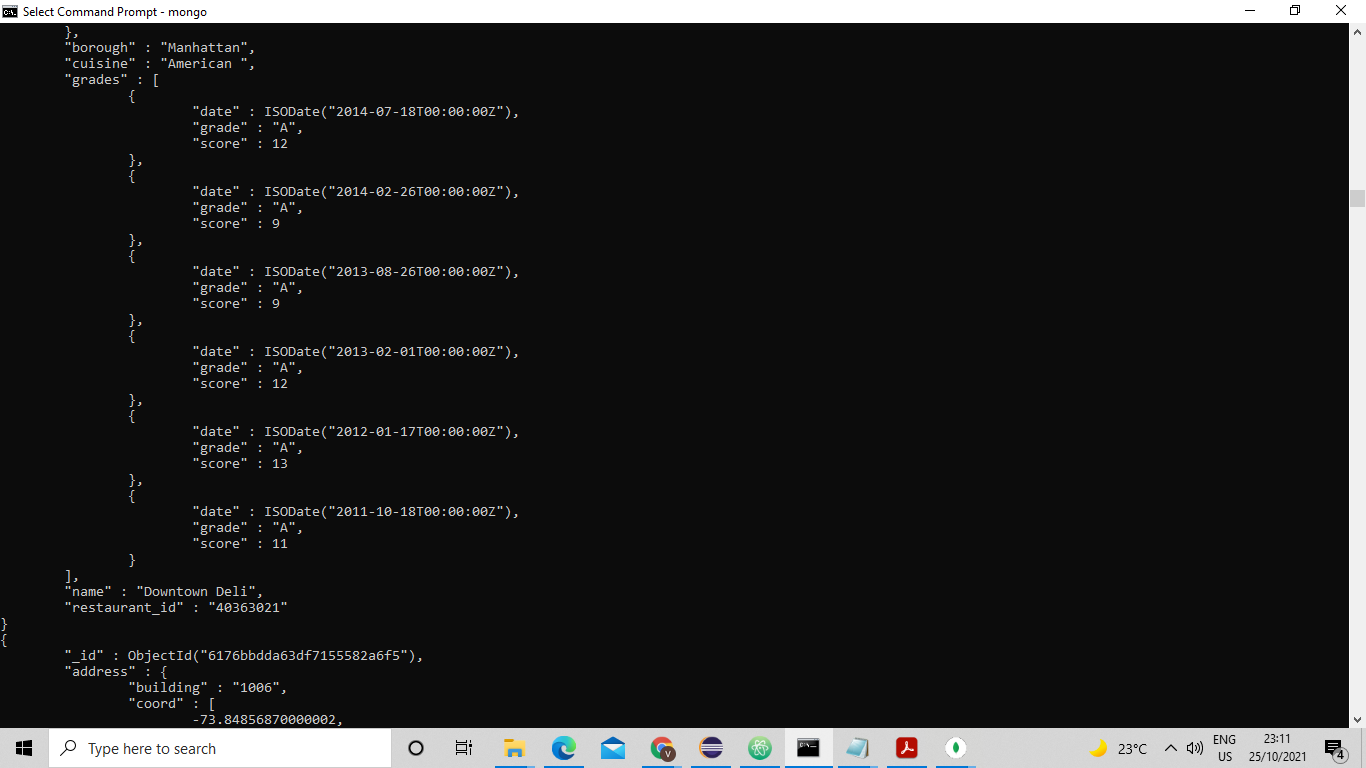 Select Command Prompt - mongo
},
"borough" : "Manhattan",
"cuisine" : "American ",
"grades" : [
{
"date" : ISODate("2014-07-18T00:00:00Z"),
"grade" : "A",
"score" : 12
},
{
"date" : ISODate("2014-02-26T00:00:00Z"),
"grade" : "A",
"score" : 9
},
{
"date" : ISODate("2013-08-26T00:00:00Z"),
"grade" : "A",
"score" : 9
},
{
"date" : ISODate("2013-02-01T00:00:00Z"),
"grade" : "A",
"score" : 12
},
{
"date" : ISODate("2012-01-17T00:00:00Z"),
"grade" : "A",
"score" : 13
},
{
"date" : ISODate("2011-10-18T00:00:00Z"),
"grade" : "A",
"score" : 11
}
],
"name" : "Downtown Deli",
"restaurant_id" : "40363021"
}
{
"_id" : ObjectId("6176bbdda63df7155582a6f5"),
"address" : {
"building" : "1006",
"coord" : [
-73.84856870000002,
Type here to search
23°C
ENG
US
23:11
25/10/2021
4